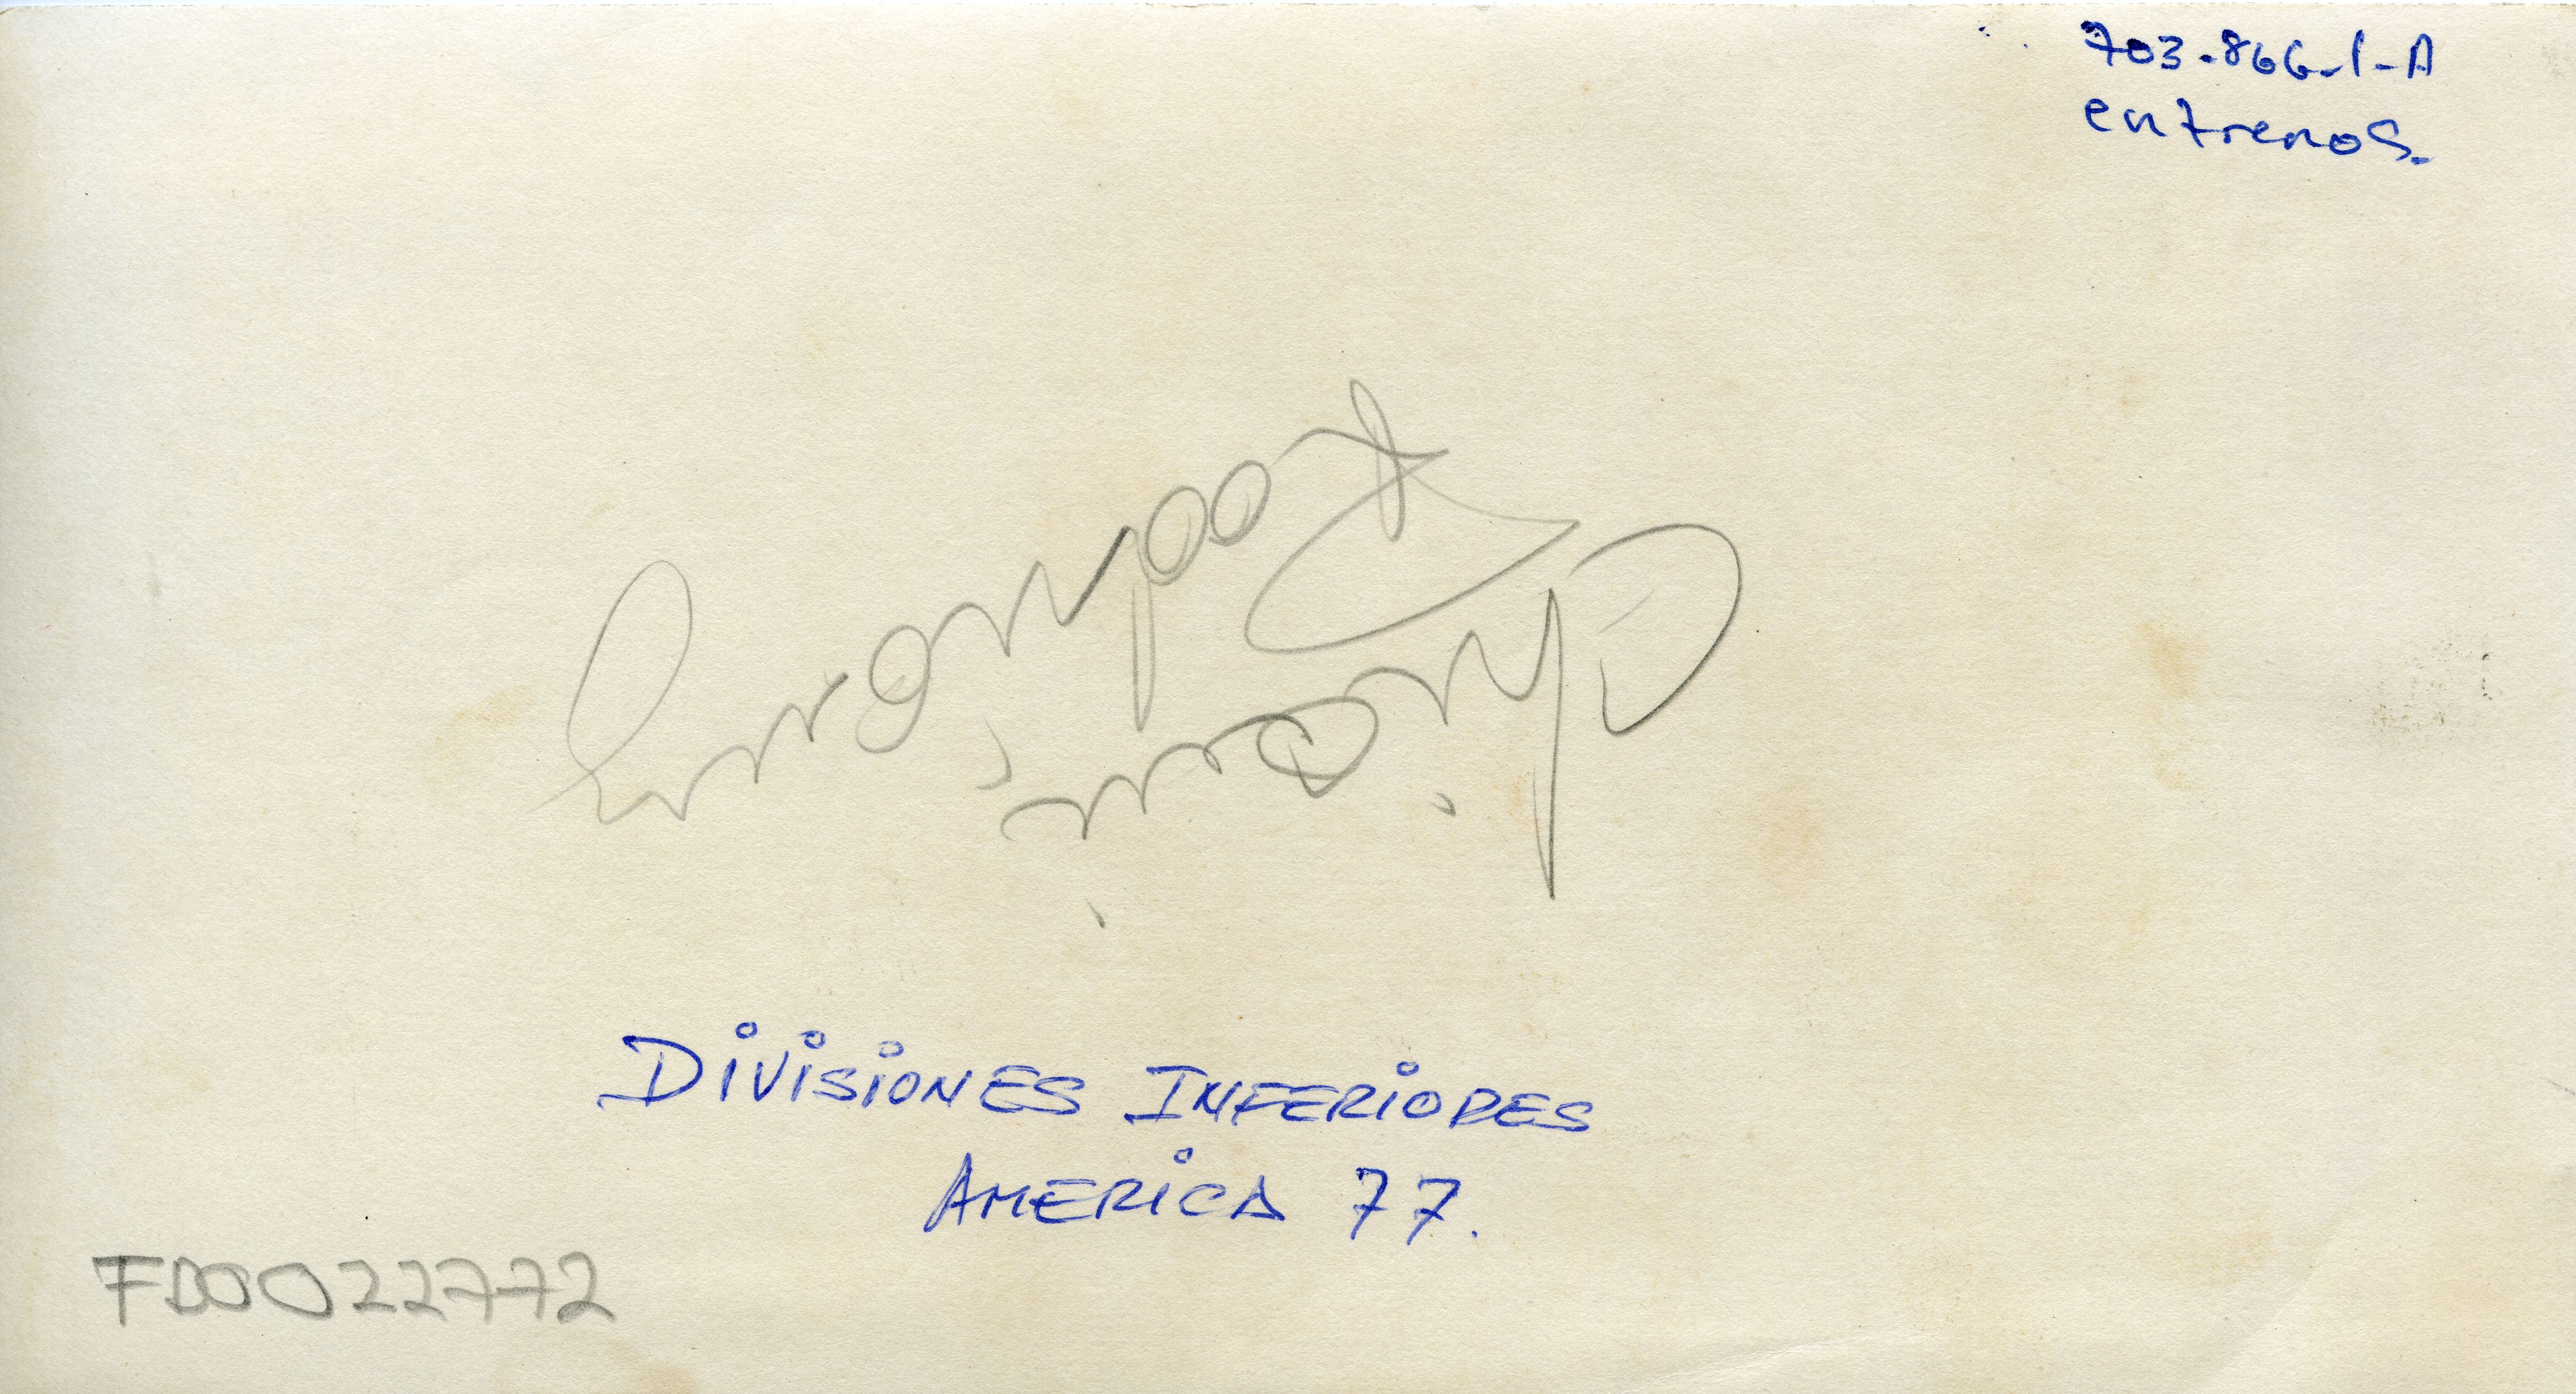 703-866-1-A
entrenos.
DIVISIONES INFERIORES
AMERICA 77.
FD0022772